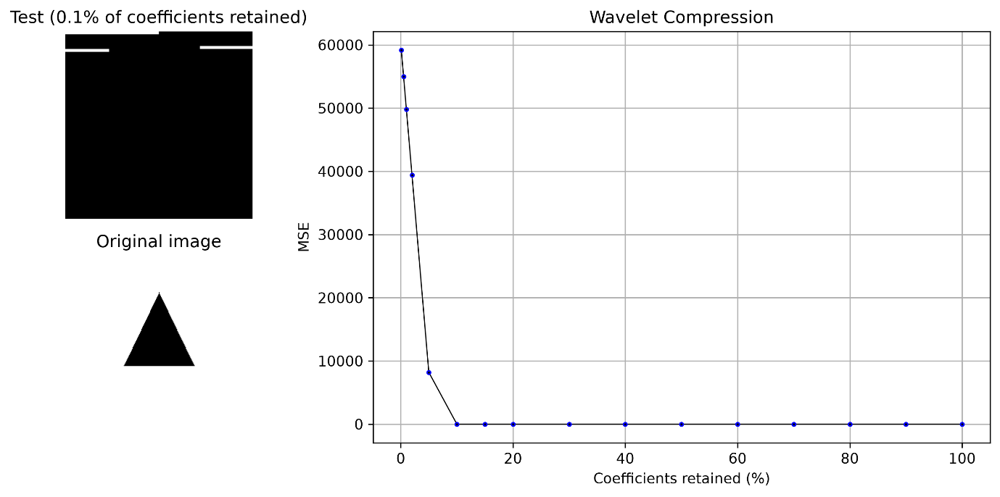 Test (0.1% of coefficients retained)
Original image
Wavelet Compression
MSE
60000
50000
40000
30000
20000
10000
0
0 20 40 60 80 100
Coefficients retained (%)